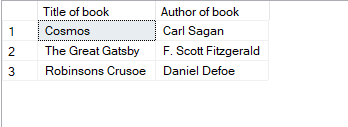 Title of book Author of book
1 Cosmos Carl Sagan
2 The Great Gatsby F. Scott Fitzgerald
3 Robinsons Crusoe Daniel Defoe